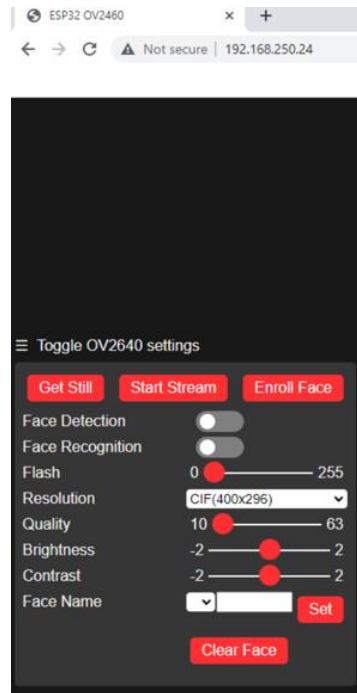 ESP32 OV2460
Not secure | 192.168.250.24
☰ Toggle OV2640 settings
Get Still Start Stream Enroll Face
Face Detection
Face Recognition
Flash 0 255
Resolution CIF(400x296)
Quality 10 63
Brightness -2 2
Contrast -2 2
Face Name Set
Clear Face